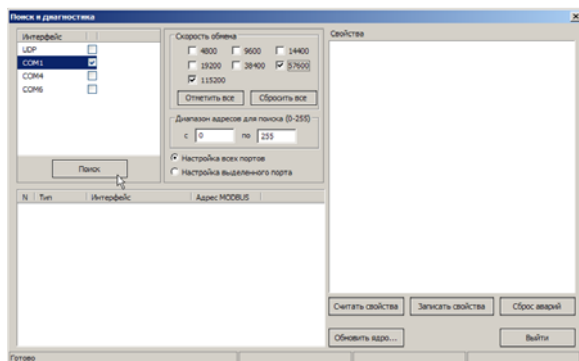 Поиск и диагностика
Интерфейс
UDP
COM1
COM4
COM6
Поиск
Скорость обмена
4800 9600 14400
19200 38400 57600
115200
Отметить все Сбросить все
Диапазон адресов для поиска (0-255)
с 0 по 255
Настройка всех портов
Настройка выделенного порта
Свойства
N Тип Интерфейс Адрес MODBUS
Считать свойства Записать свойства Сброс аварий
Обновить ядро... Выйти
Готово